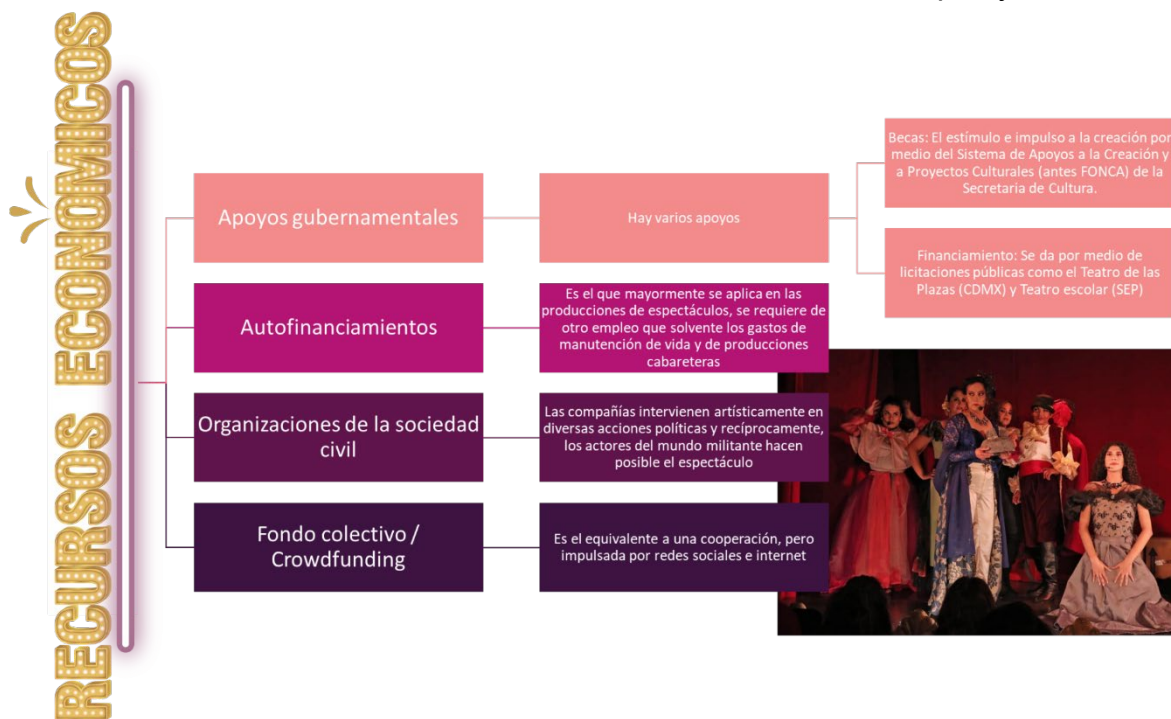 RECURSOS ECONOMICOS
Apoyos gubernamentales
Hay varios apoyos
Becas: El estímulo e impulso a la creación por
medio del Sistema de Apoyos a la Creación y
a Proyectos Culturales (antes FONCA) de la
Secretaria de Cultura.
Financiamiento: Se da por medio de
licitaciones públicas como el Teatro de las
Plazas (CDMX) y Teatro escolar (SEP)
Autofinanciamientos
Es el que mayormente se aplica en las
producciones de espectáculos, se requiere de
otro empleo que solvente los gastos de
manutención de vida y de producciones
cabareteras
Organizaciones de la sociedad
civil
Las compañías intervienen artísticamente en
diversas acciones políticas y recíprocamente,
los actores del mundo militante hacen
posible el espectáculo
Fondo colectivo /
Crowdfunding
Es el equivalente a una cooperación, pero
impulsada por redes sociales e internet